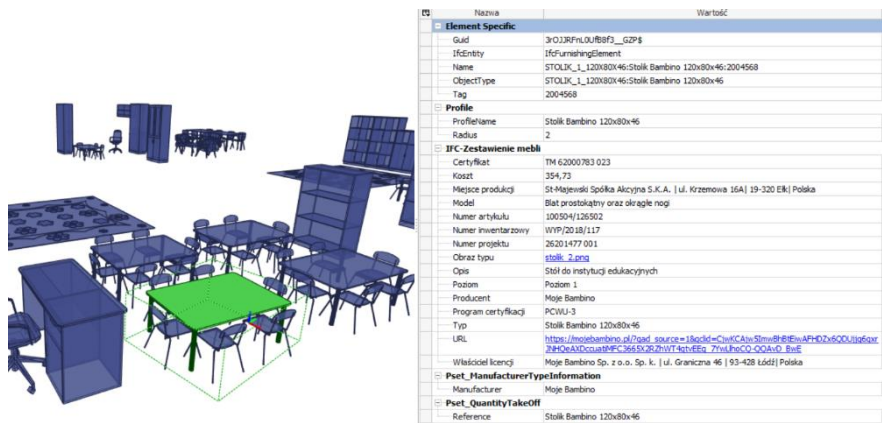 Nazwa Wartość
Element Specific
Guid 3rOJJRFnL0UfB8f3__GZP$
IfcEntity IfcFurnishingElement
Name STOLIK_1_120X80X46:Stolik Bambino 120x80x46:2004568
ObjectType STOLIK_1_120X80X46:Stolik Bambino 120x80x46
Tag 2004568
Profile
ProfileName Stolik Bambino 120x80x46
Radius 2
IFC-Zestawienie mebli
Certyfikat TM 62000783 023
Koszt 354,73
Miejsce produkcji St-Majewski Spółka Akcyjna S.K.A. | ul. Krzemowa 16A| 19-320 Ełk| Polska
Model Blat prostokątny oraz okrągłe nogi
Numer artykułu 100504/126502
Numer inwentarzowy WYP/2018/117
Numer projektu 26201477 001
Obraz typu stolik_2.png
Opis Stół do instytucji edukacyjnych
Poziom Poziom 1
Producent Moje Bambino
Program certyfikacji PCWU-3
Typ Stolik Bambino 120x80x46
URL https://mojebambino.pl/?gad_source=1&gclid=
Właściciel licencji Moje Bambino Sp. z o.o. Sp. k. | ul. Graniczna 46 | 93-428 Łódź| Polska
Pset_ManufacturerTypeInformation
Manufacturer Moje Bambino
Pset_QuantityTakeOff
Reference Stolik Bambino 120x80x46